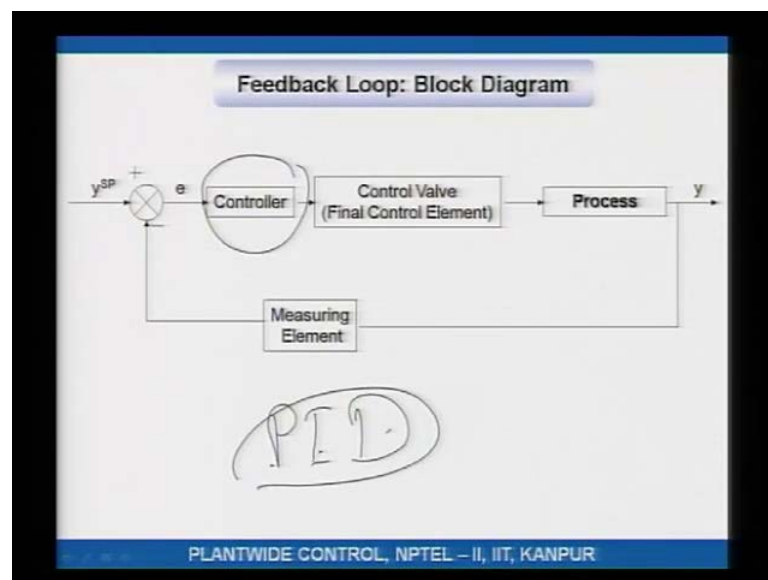 Feedback Loop: Block Diagram
+
y^SP
e
Controller
Control Valve
(Final Control Element)
Process
y
−
Measuring
Element
PID
PLANTWIDE CONTROL, NPTEL – II, IIT, KANPUR